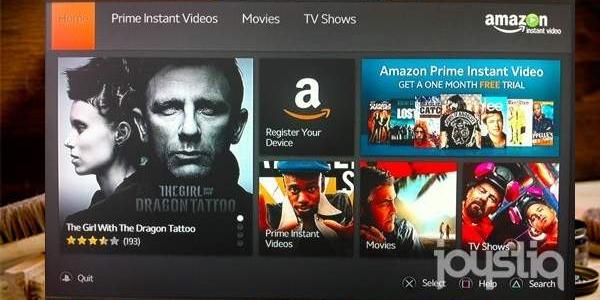 Home Prime Instant Videos Movies TV Shows
amazon
instant video
a
Register Your
Device
Amazon Prime Instant Video
GET A ONE MONTH FREE TRIAL
LOST
CATCH
THE GIRL WITH THE
DRAGON TATTOO
The Girl With The Dragon Tattoo
(193)
Prime Instant
Videos
Movies
TV Shows
Quit
Select
Help
Search
joystiq